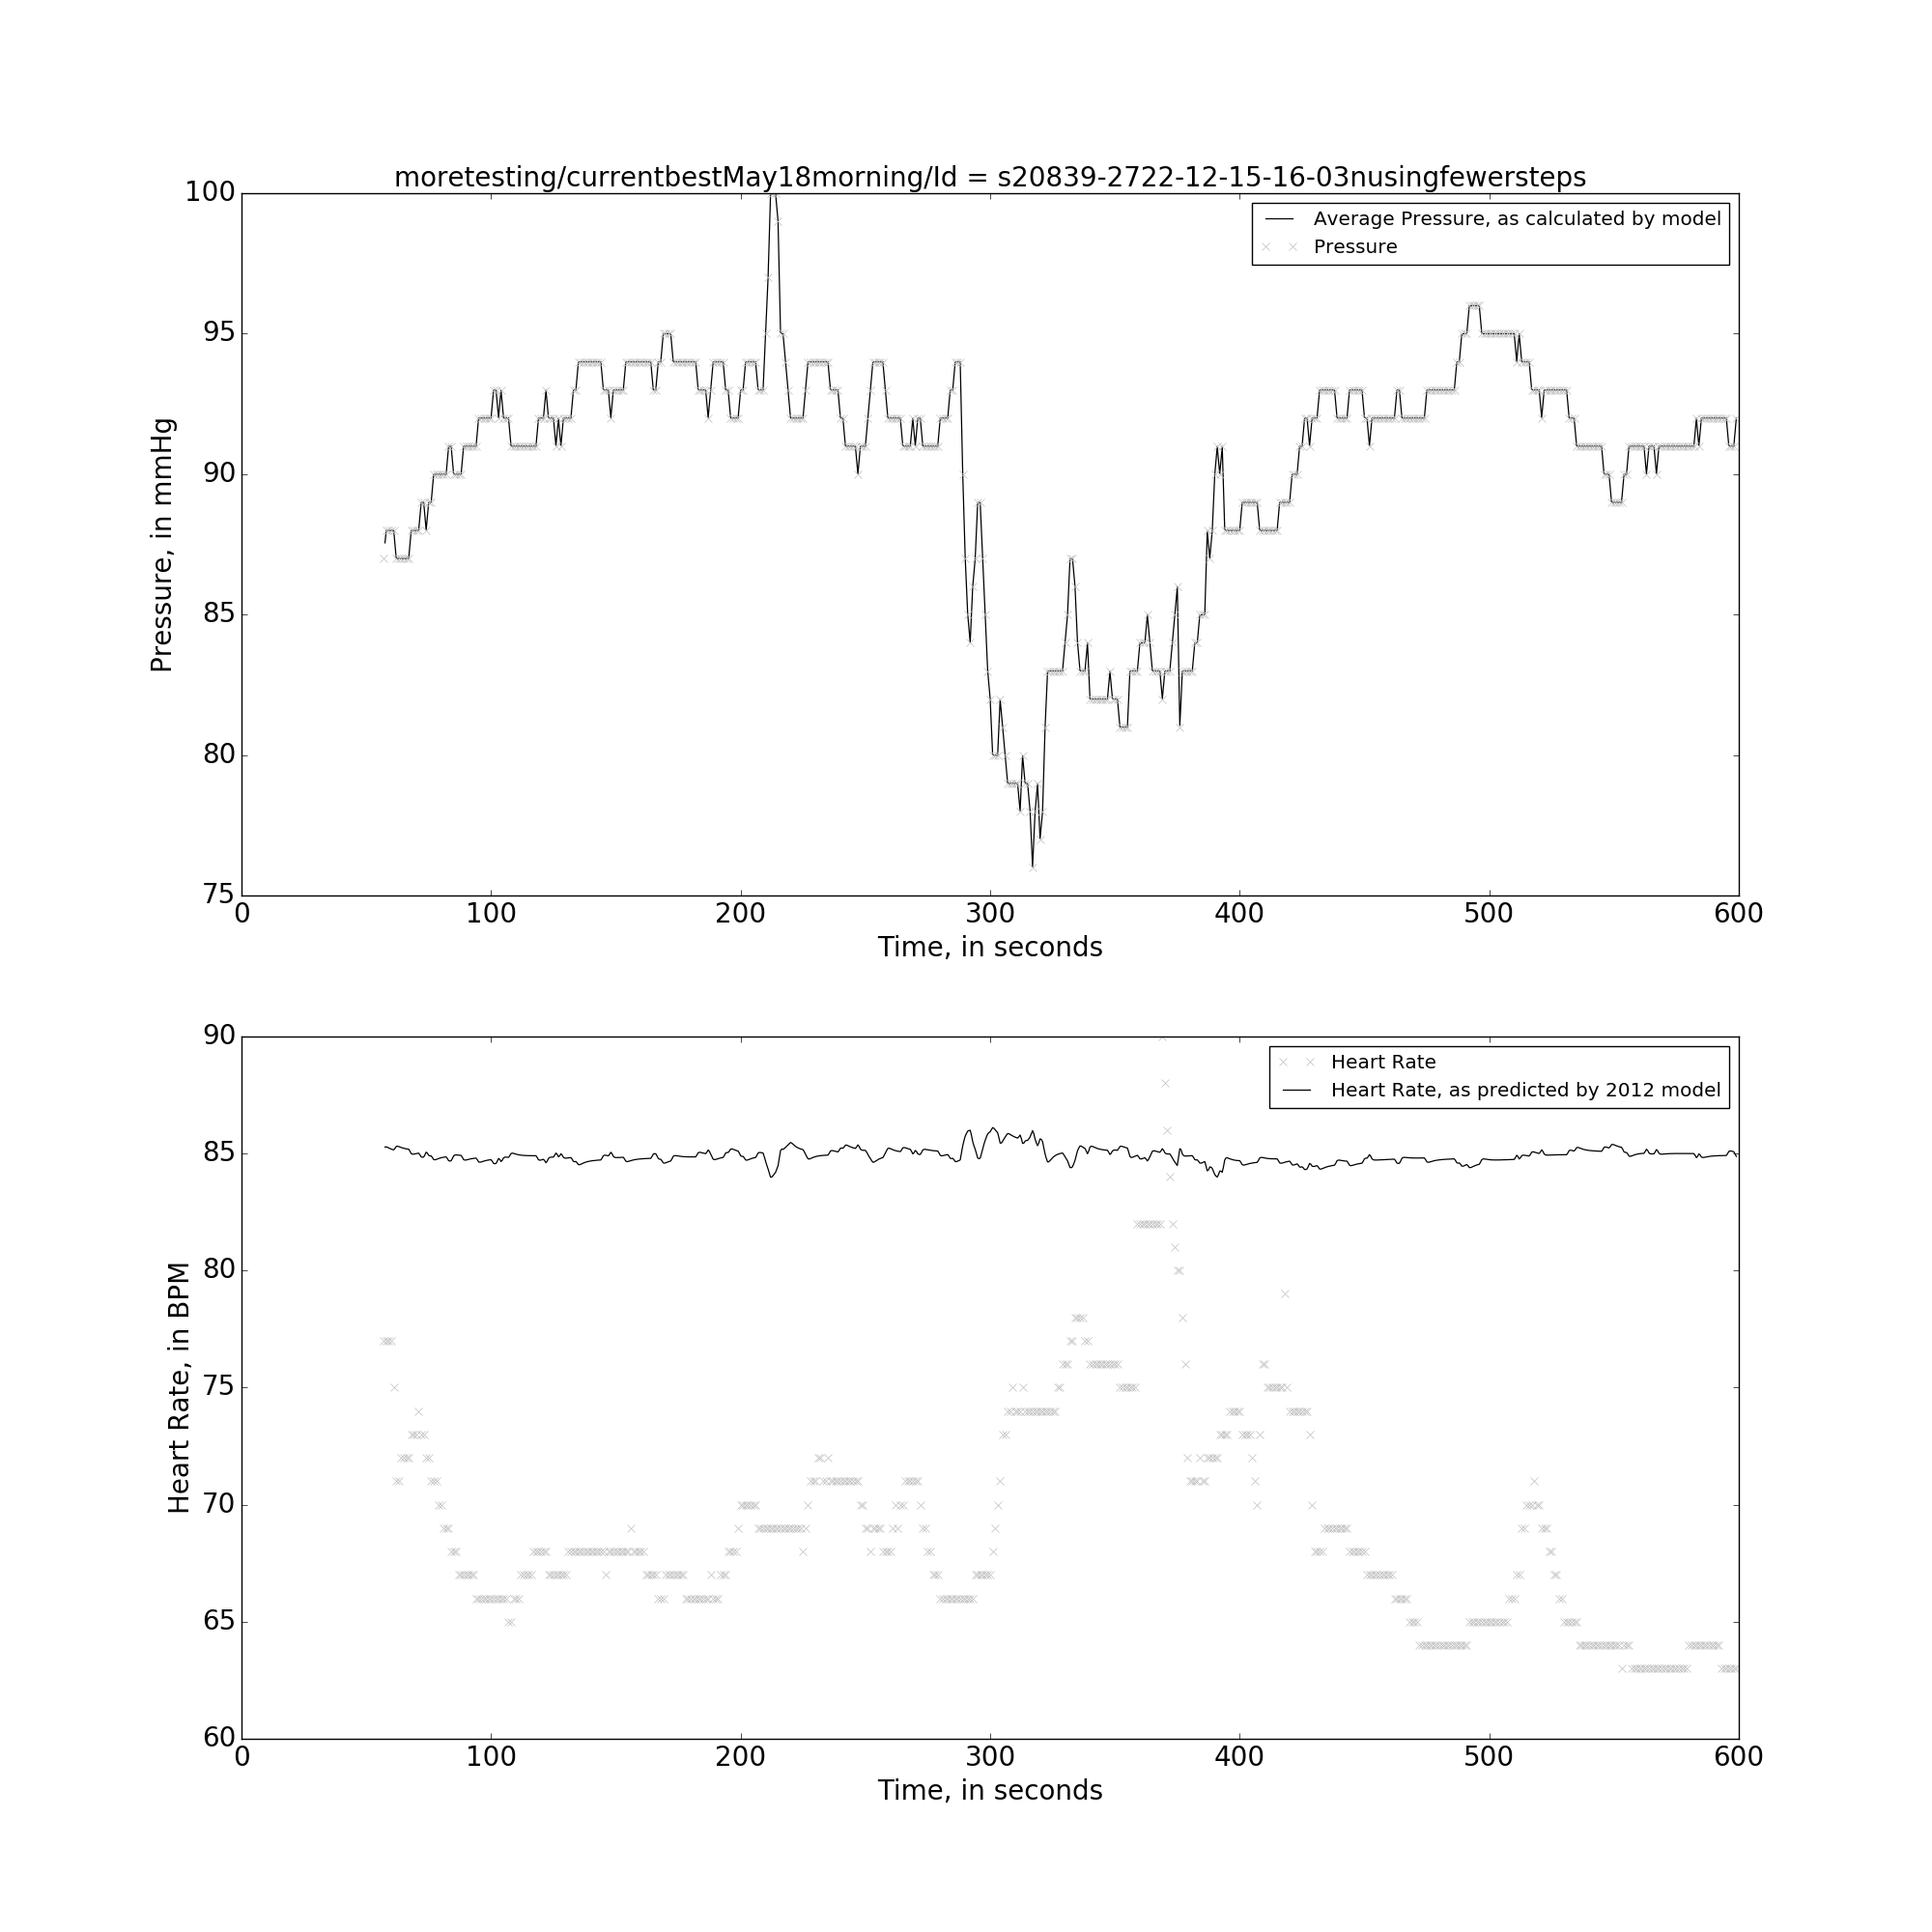 moretesting/currentbestMay18morning/Id = s20839-2722-12-15-16-03nusingfewersteps
100
95
90
85
80
75
Pressure, in mmHg
Average Pressure, as calculated by model
Pressure
0 100 200 300 400 500 600
Time, in seconds
90
85
80
75
70
65
60
Heart Rate, in BPM
Heart Rate
Heart Rate, as predicted by 2012 model
0 100 200 300 400 500 600
Time, in seconds